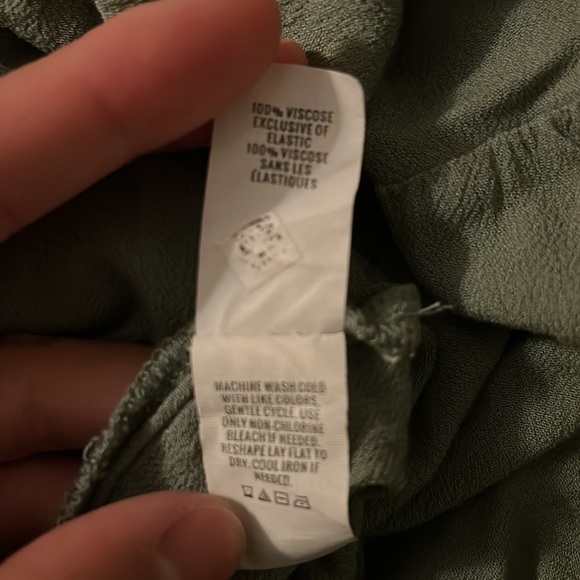 100% VISCOSE
EXCLUSIVE OF
ELASTIC
100% VISCOSE
SANS LES
ÉLASTIQUES
MACHINE WASH COLD
WITH LIKE COLORS.
GENTLE CYCLE. USE
ONLY NON-CHLORINE
BLEACH IF NEEDED.
RESHAPE LAY FLAT TO
DRY. COOL IRON IF
NEEDED.